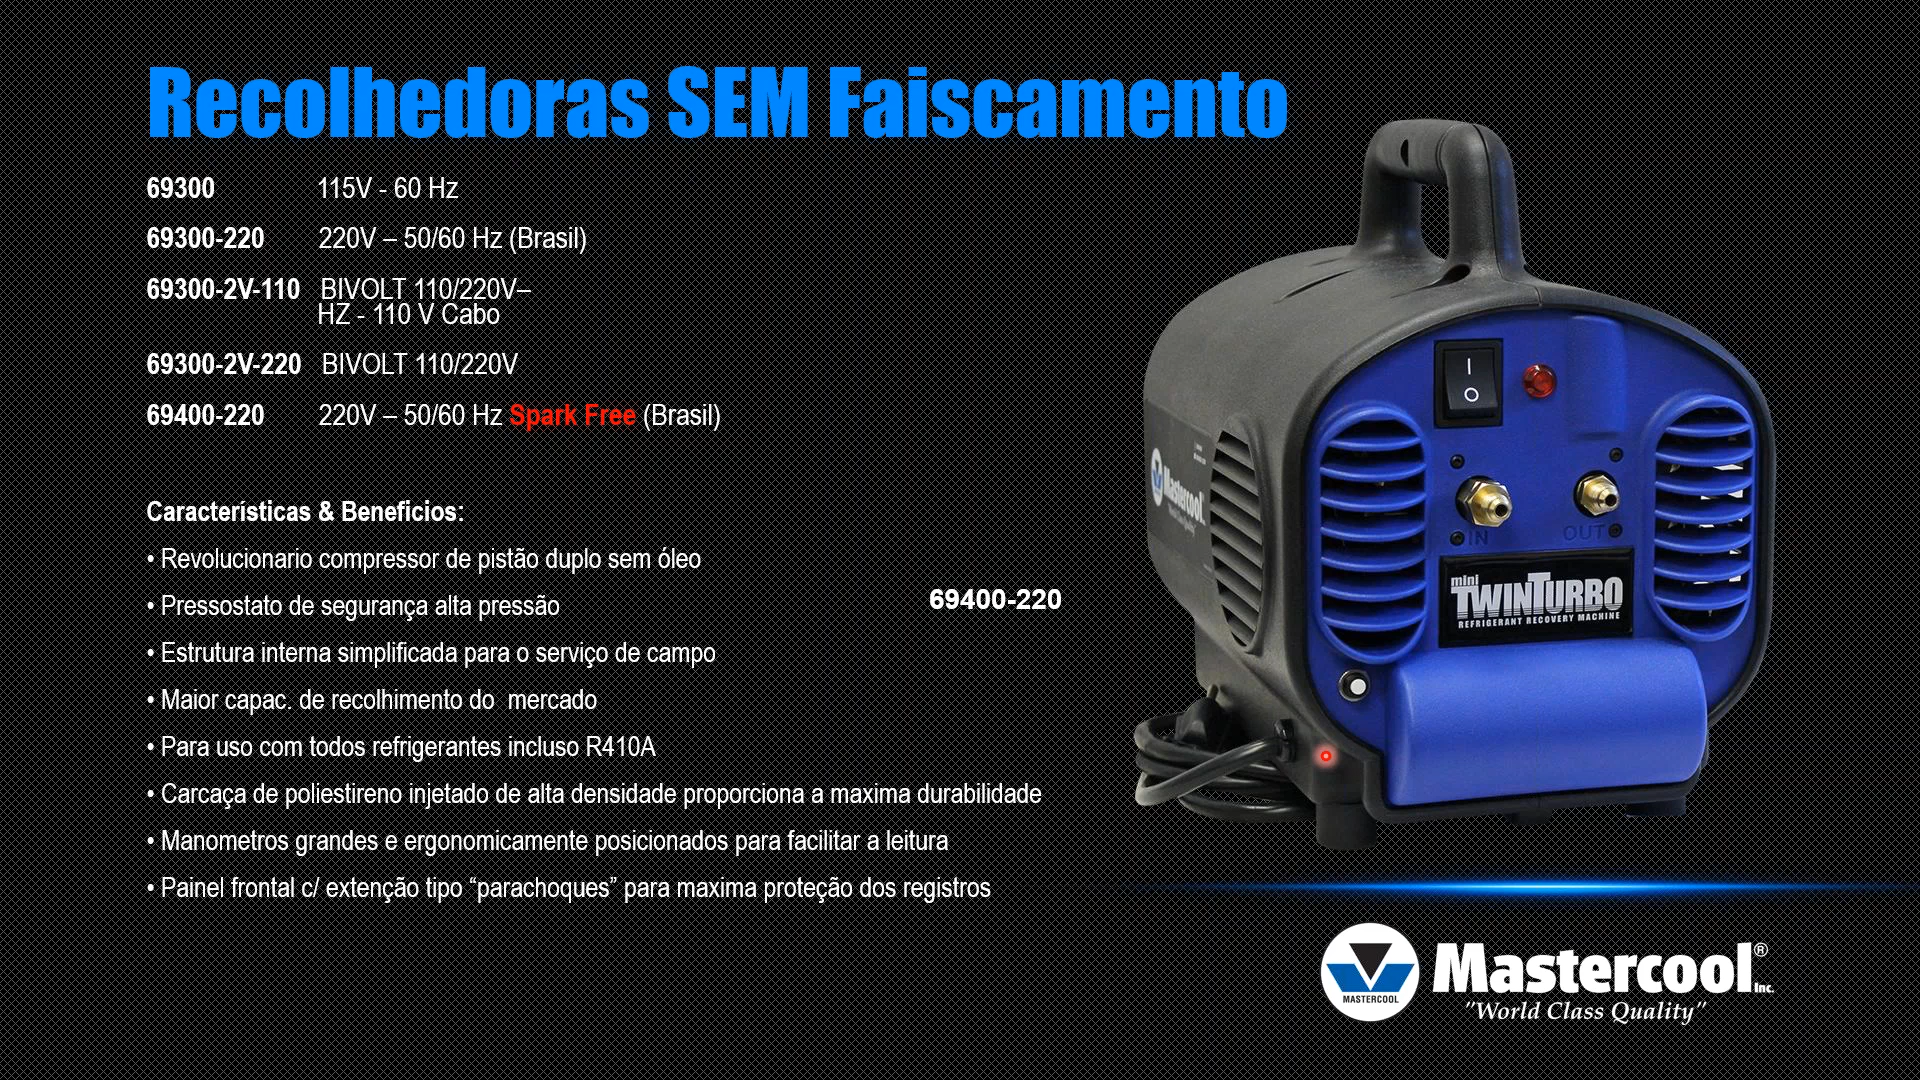 Recolhedoras SEM Faiscamento
69300 115V - 60 Hz
69300-220 220V – 50/60 Hz (Brasil)
69300-2V-110 BIVOLT 110/220V–
HZ - 110 V Cabo
69300-2V-220 BIVOLT 110/220V
69400-220 220V – 50/60 Hz Spark Free (Brasil)
Características & Beneficios:
• Revolucionario compressor de pistão duplo sem óleo
• Pressostato de segurança alta pressão
• Estrutura interna simplificada para o serviço de campo
• Maior capac. de recolhimento do  mercado
• Para uso com todos refrigerantes incluso R410A
• Carcaça de poliestireno injetado de alta densidade proporciona a maxima durabilidade
• Manometros grandes e ergonomicamente posicionados para facilitar a leitura
• Painel frontal c/ extenção tipo “parachoques” para maxima proteção dos registros
69400-220
Mastercool
"World Class Quality"
I
O
IN
OUT
mini
TWINTURBO
REFRIGERANT RECOVERY MACHINE
MASTERCOOL
Mastercool® Inc.
"World Class Quality"